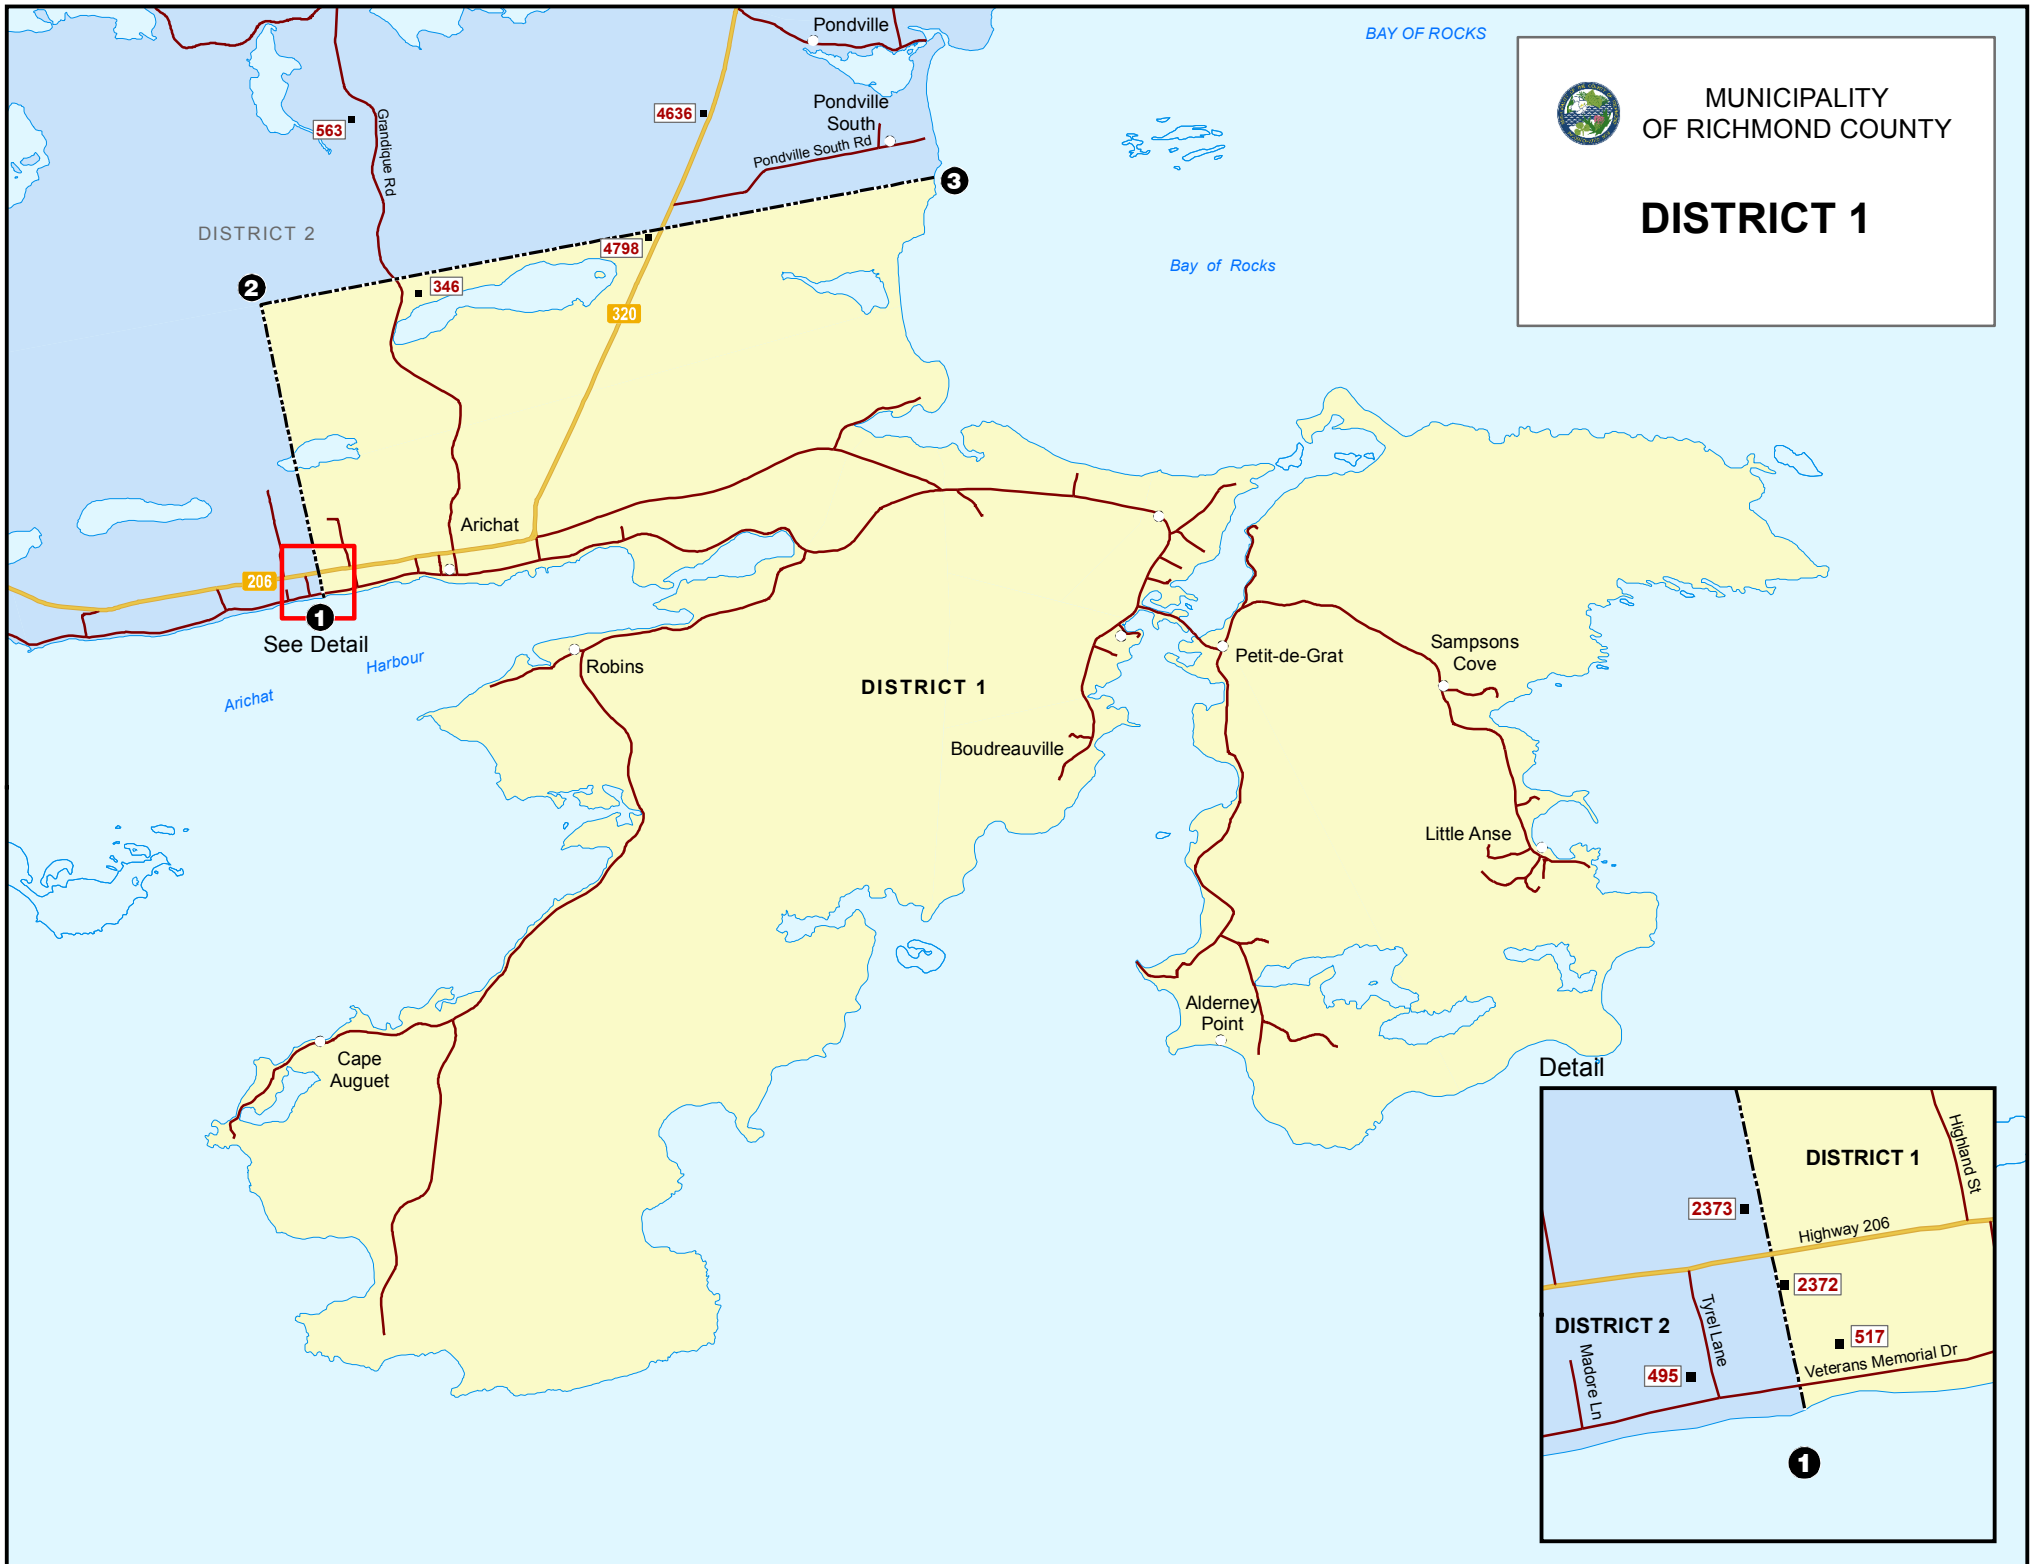 Pondville
BAY OF ROCKS
MUNICIPALITY
OF RICHMOND COUNTY
DISTRICT 1
563
Grandique Rd
4636
Pondville
South
Pondville South Rd
3
DISTRICT 2
4798
Bay of Rocks
2
346
320
Arichat
206
1
See Detail
Harbour
Arichat
Robins
DISTRICT 1
Petit-de-Grat
Sampsons
Cove
Boudreauville
Little Anse
Alderney
Point
Cape
Auguet
Detail
DISTRICT 1
Highland St
2373
Highway 206
2372
DISTRICT 2
Tyrel Lane
517
Madore Ln
495
Veterans Memorial Dr
1